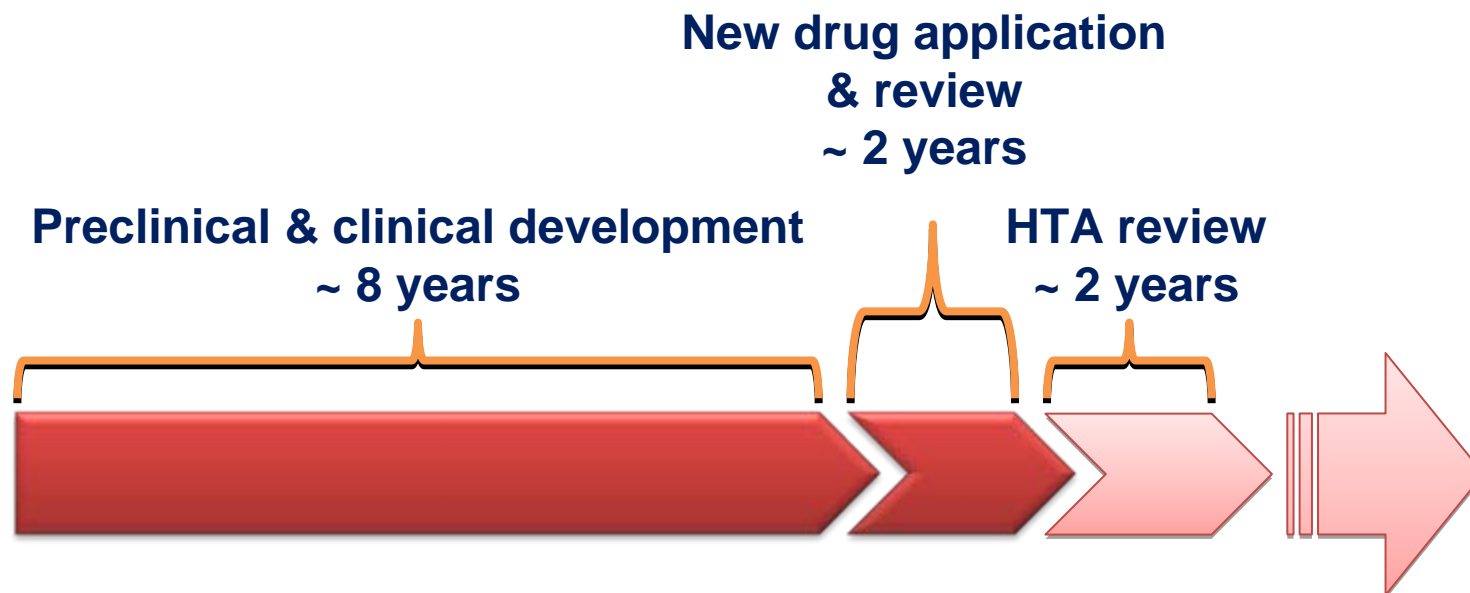 New drug application
& review
~ 2 years
Preclinical & clinical development
~ 8 years
HTA review
~ 2 years